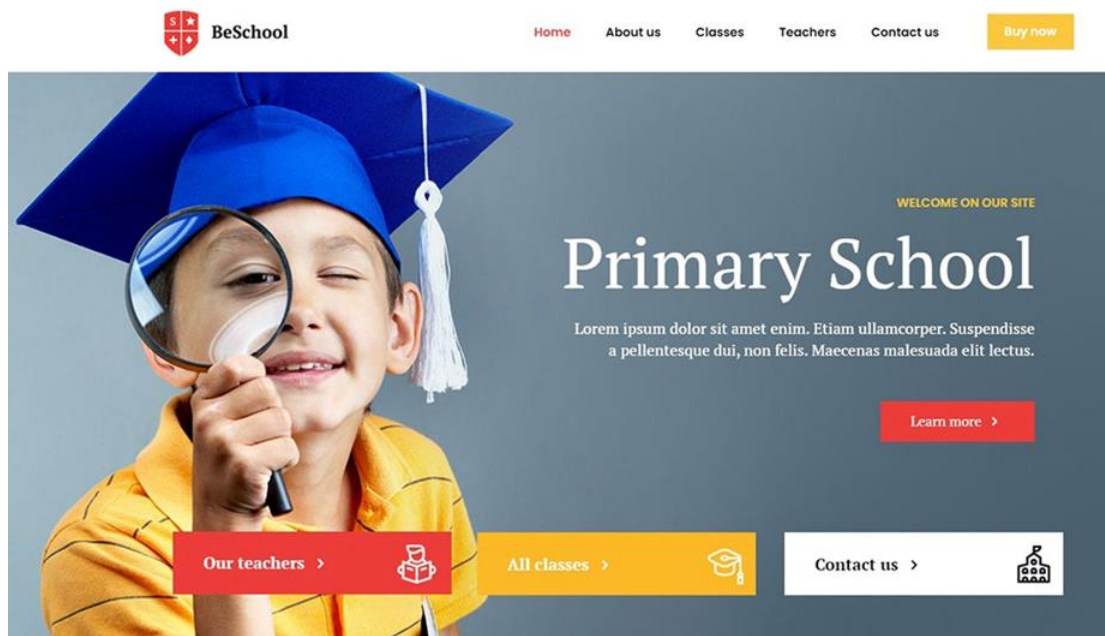 S
BeSchool
Home About us Classes Teachers Contact us Buy now
WELCOME ON OUR SITE
Primary School
Lorem ipsum dolor sit amet enim. Etiam ullamcorper. Suspendisse
a pellentesque dui, non felis. Maecenas malesuada elit lectus.
Learn more >
Our teachers > All classes > Contact us >